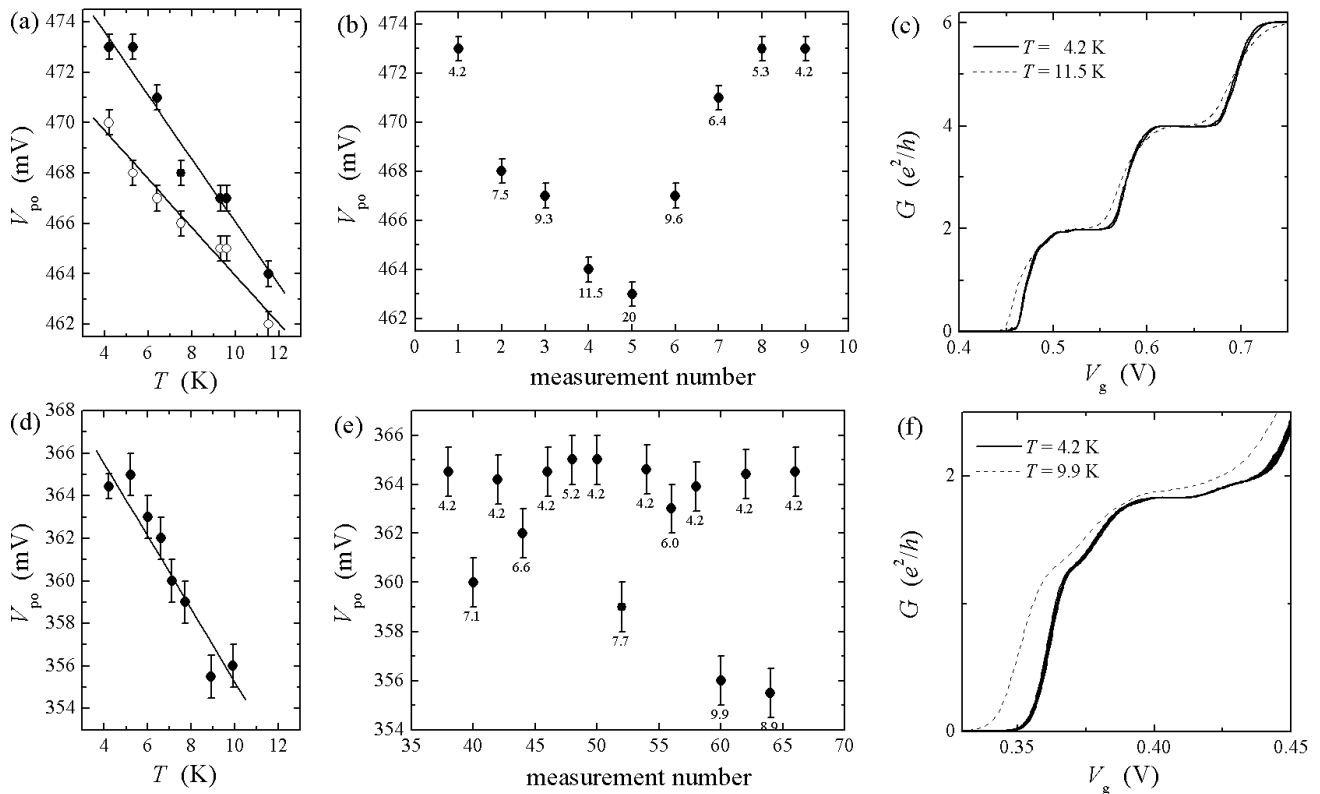 (a)
474
472
470
468
466
464
462
V_po (mV)
4 6 8 10 12
T (K)
(b)
474
472
470
468
466
464
462
V_po (mV)
4.2
7.5
9.3
11.5
20
9.6
6.4
5.3
4.2
0 1 2 3 4 5 6 7 8 9 10
measurement number
(c)
T = 4.2 K
T = 11.5 K
6
4
2
0
G (e²/h)
0.4 0.5 0.6 0.7
V_g (V)
(d)
368
366
364
362
360
358
356
354
V_po (mV)
4 6 8 10 12
T (K)
(e)
366
364
362
360
358
356
354
V_po (mV)
4.2
7.1
4.2
6.6
4.2
5.2
4.2
7.7
4.2
6.0
4.2
9.9
4.2
8.9
4.2
35 40 45 50 55 60 65 70
measurement number
(f)
T = 4.2 K
T = 9.9 K
2
1
0
G (e²/h)
0.35 0.40 0.45
V_g (V)